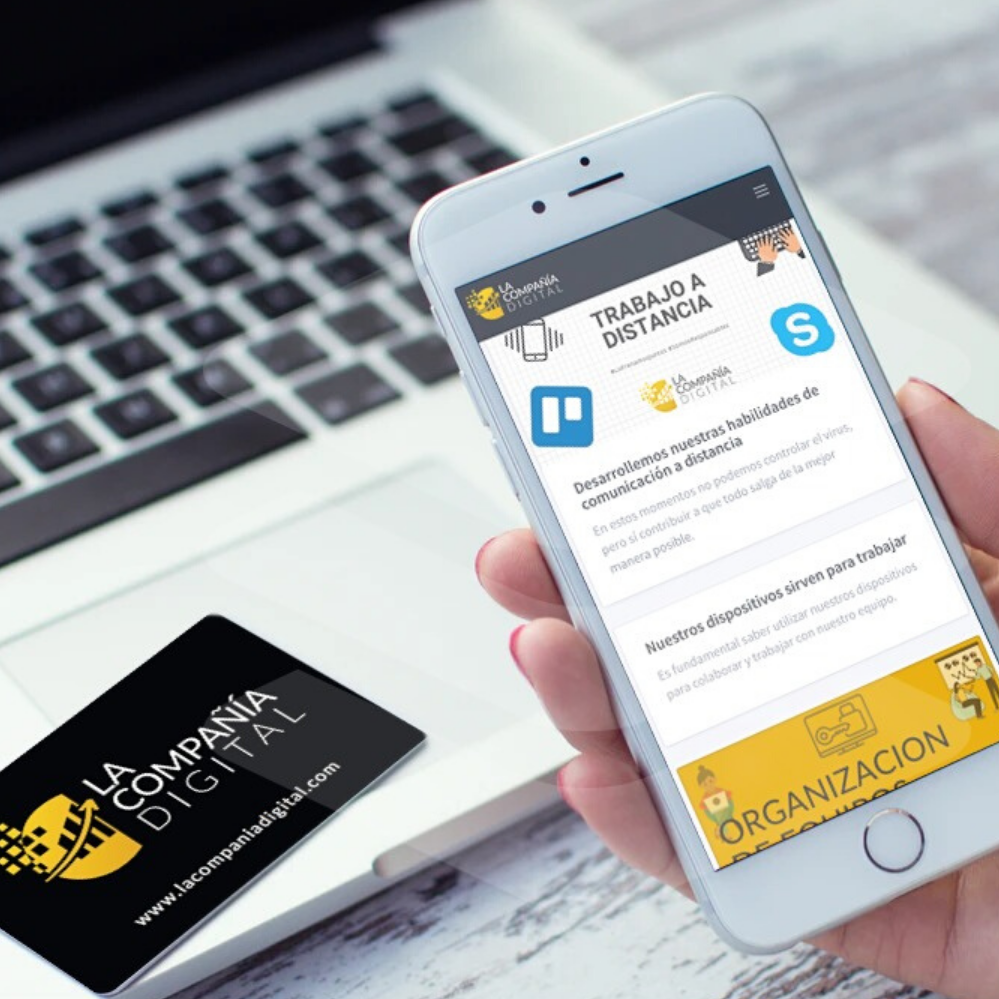 LA
COMPAÑÍA
DIGITAL
TRABAJO A
DISTANCIA
S
LA
COMPAÑÍA
DIGITAL
Desarrollemos nuestras habilidades de
comunicación a distancia
En estos momentos no podemos controlar el virus,
pero si contribuir a que todo salga de la mejor
manera posible.
Nuestros dispositivos sirven para trabajar
Es fundamental saber utilizar nuestros dispositivos
para colaborar y trabajar con nuestro equipo.
ORGANIZACION
DE EQUIPOS
LA
COMPAÑÍA
DIGITAL
www.lacompaniadigital.com